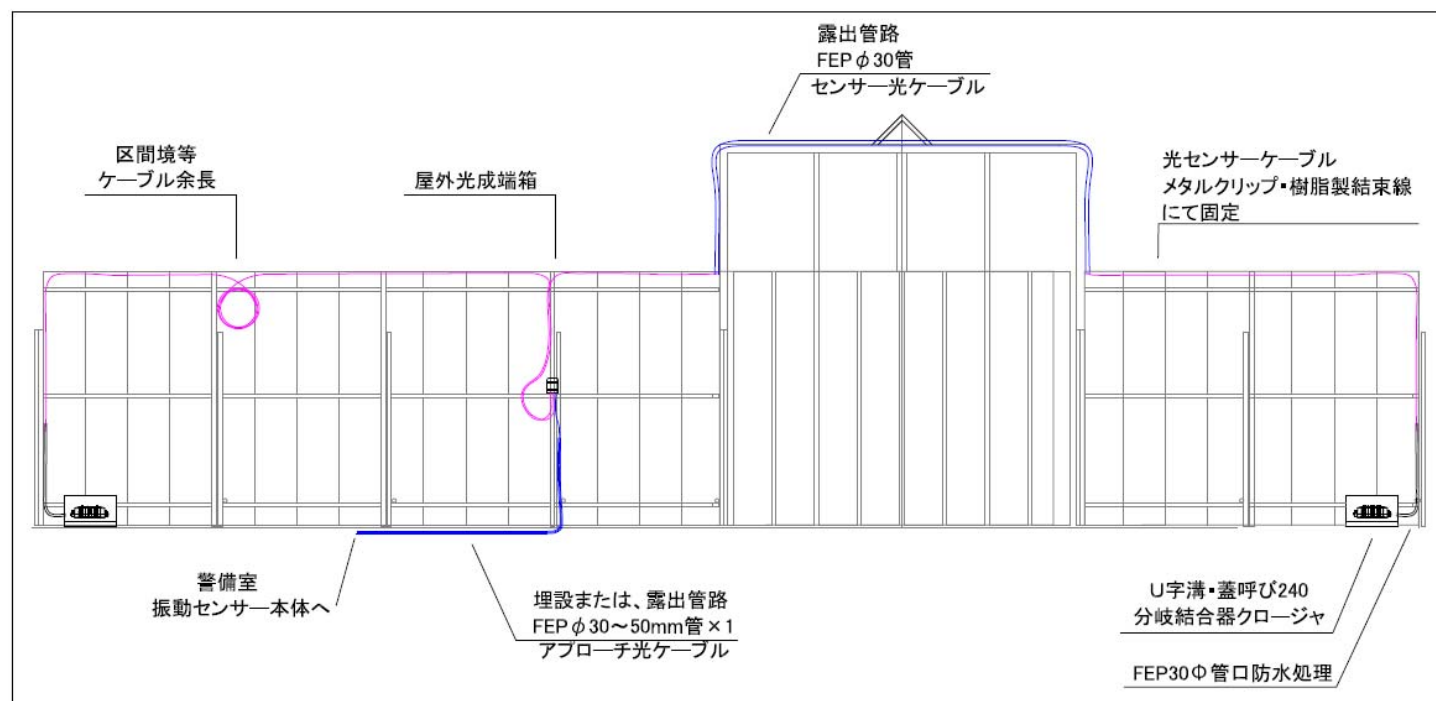 露出管路
FEPφ30管
センサー光ケーブル
区間境等
ケーブル余長
屋外光成端箱
光センサーケーブル
メタルクリップ・樹脂製結束線
にて固定
警備室
振動センサー本体へ
埋設または、露出管路
FEPφ30～50mm管×1
アプローチ光ケーブル
U字溝・蓋呼び240
分岐結合器クロージャ
FEP30Φ管口防水処理